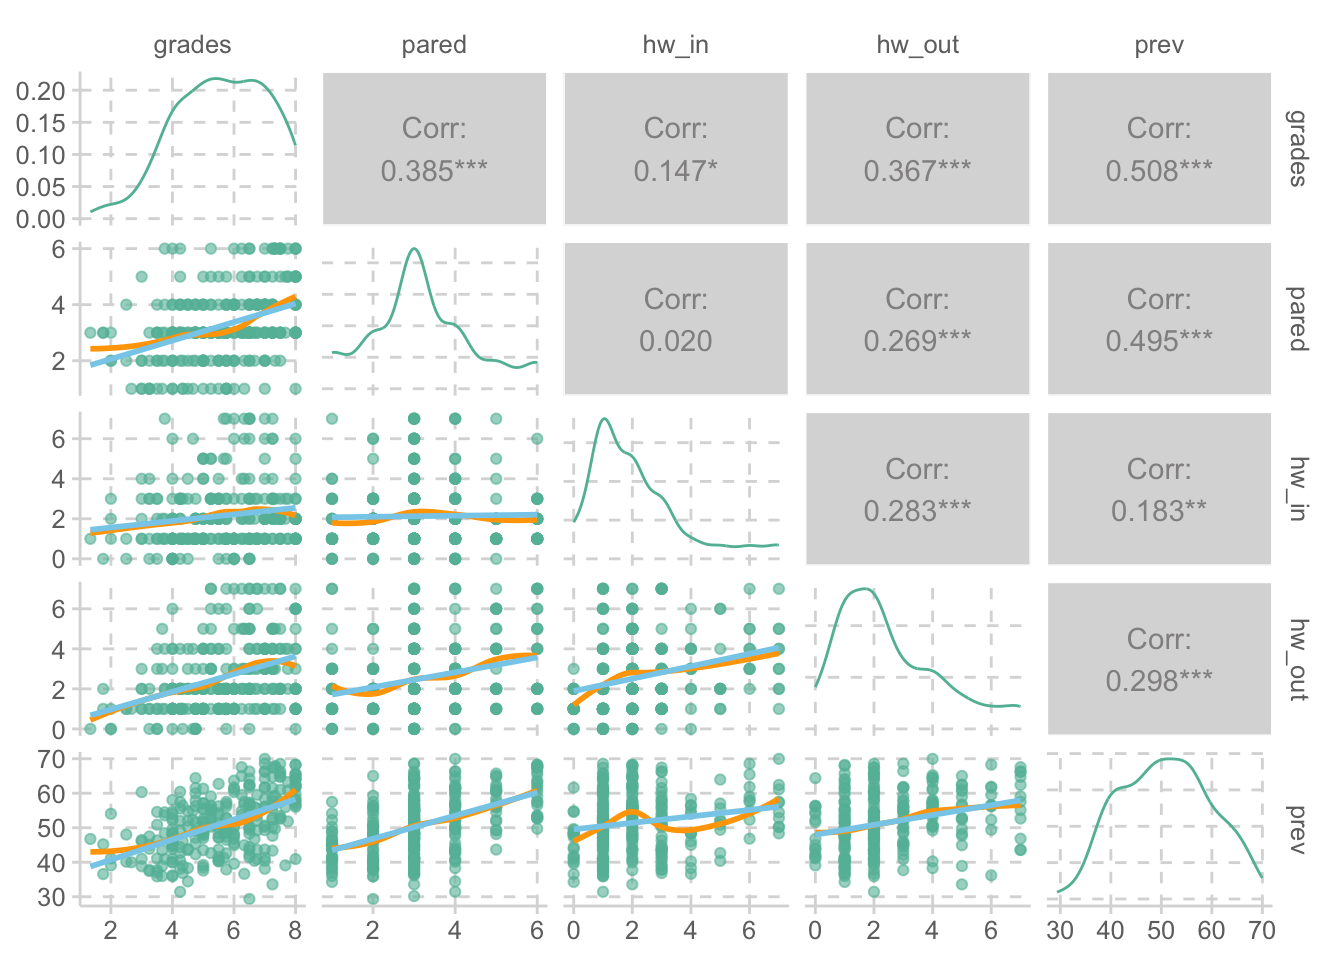 grades pared hw_in hw_out prev
0.20
0.15
0.10
0.05
0.00
Corr:
0.385***
Corr:
0.147*
Corr:
0.367***
Corr:
0.508***
grades
6
4
2
Corr:
0.020
Corr:
0.269***
Corr:
0.495***
pared
6
4
2
0
Corr:
0.283***
Corr:
0.183**
hw_in
6
4
2
0
Corr:
0.298***
hw_out
70
60
50
40
30
prev
2 4 6 8 2 4 6 0 2 4 6 0 2 4 6 30 40 50 60 70